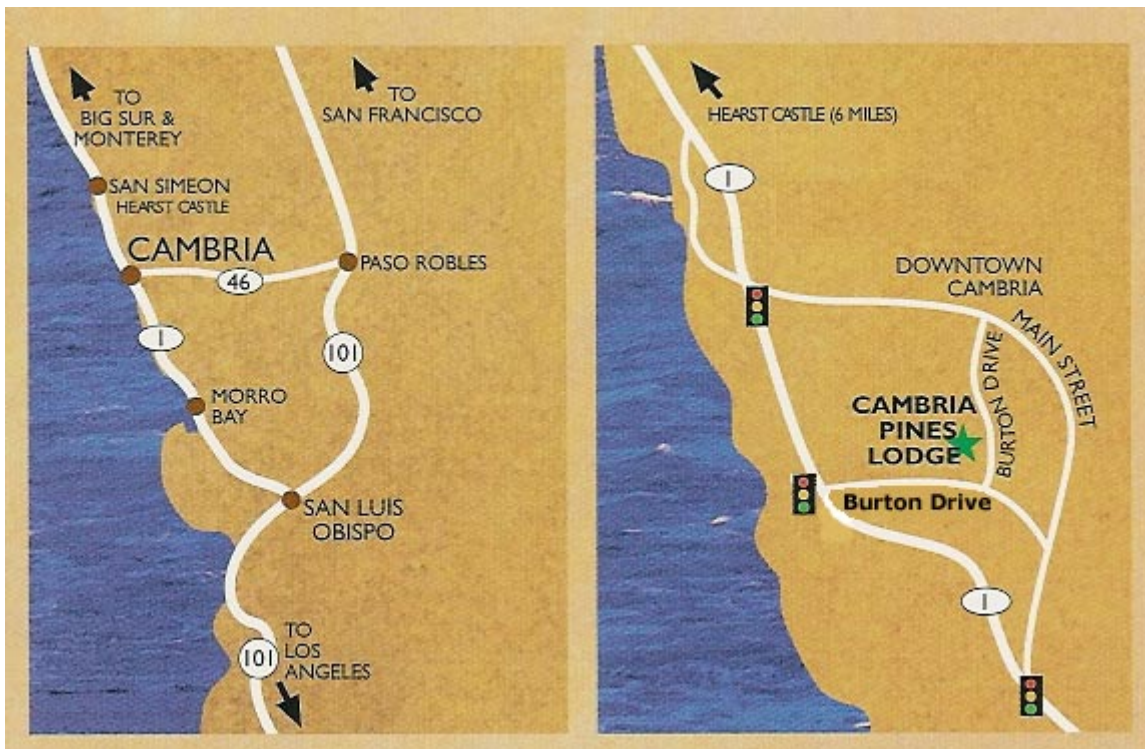 TO
BIG SUR &
MONTEREY
TO
SAN FRANCISCO
SAN SIMEON
HEARST CASTLE
CAMBRIA
46
PASO ROBLES
1
101
MORRO
BAY
SAN LUIS
OBISPO
TO
LOS
ANGELES
101
HEARST CASTLE (6 MILES)
1
DOWNTOWN
CAMBRIA
MAIN STREET
BURTON DRIVE
CAMBRIA
PINES
LODGE
Burton Drive
1